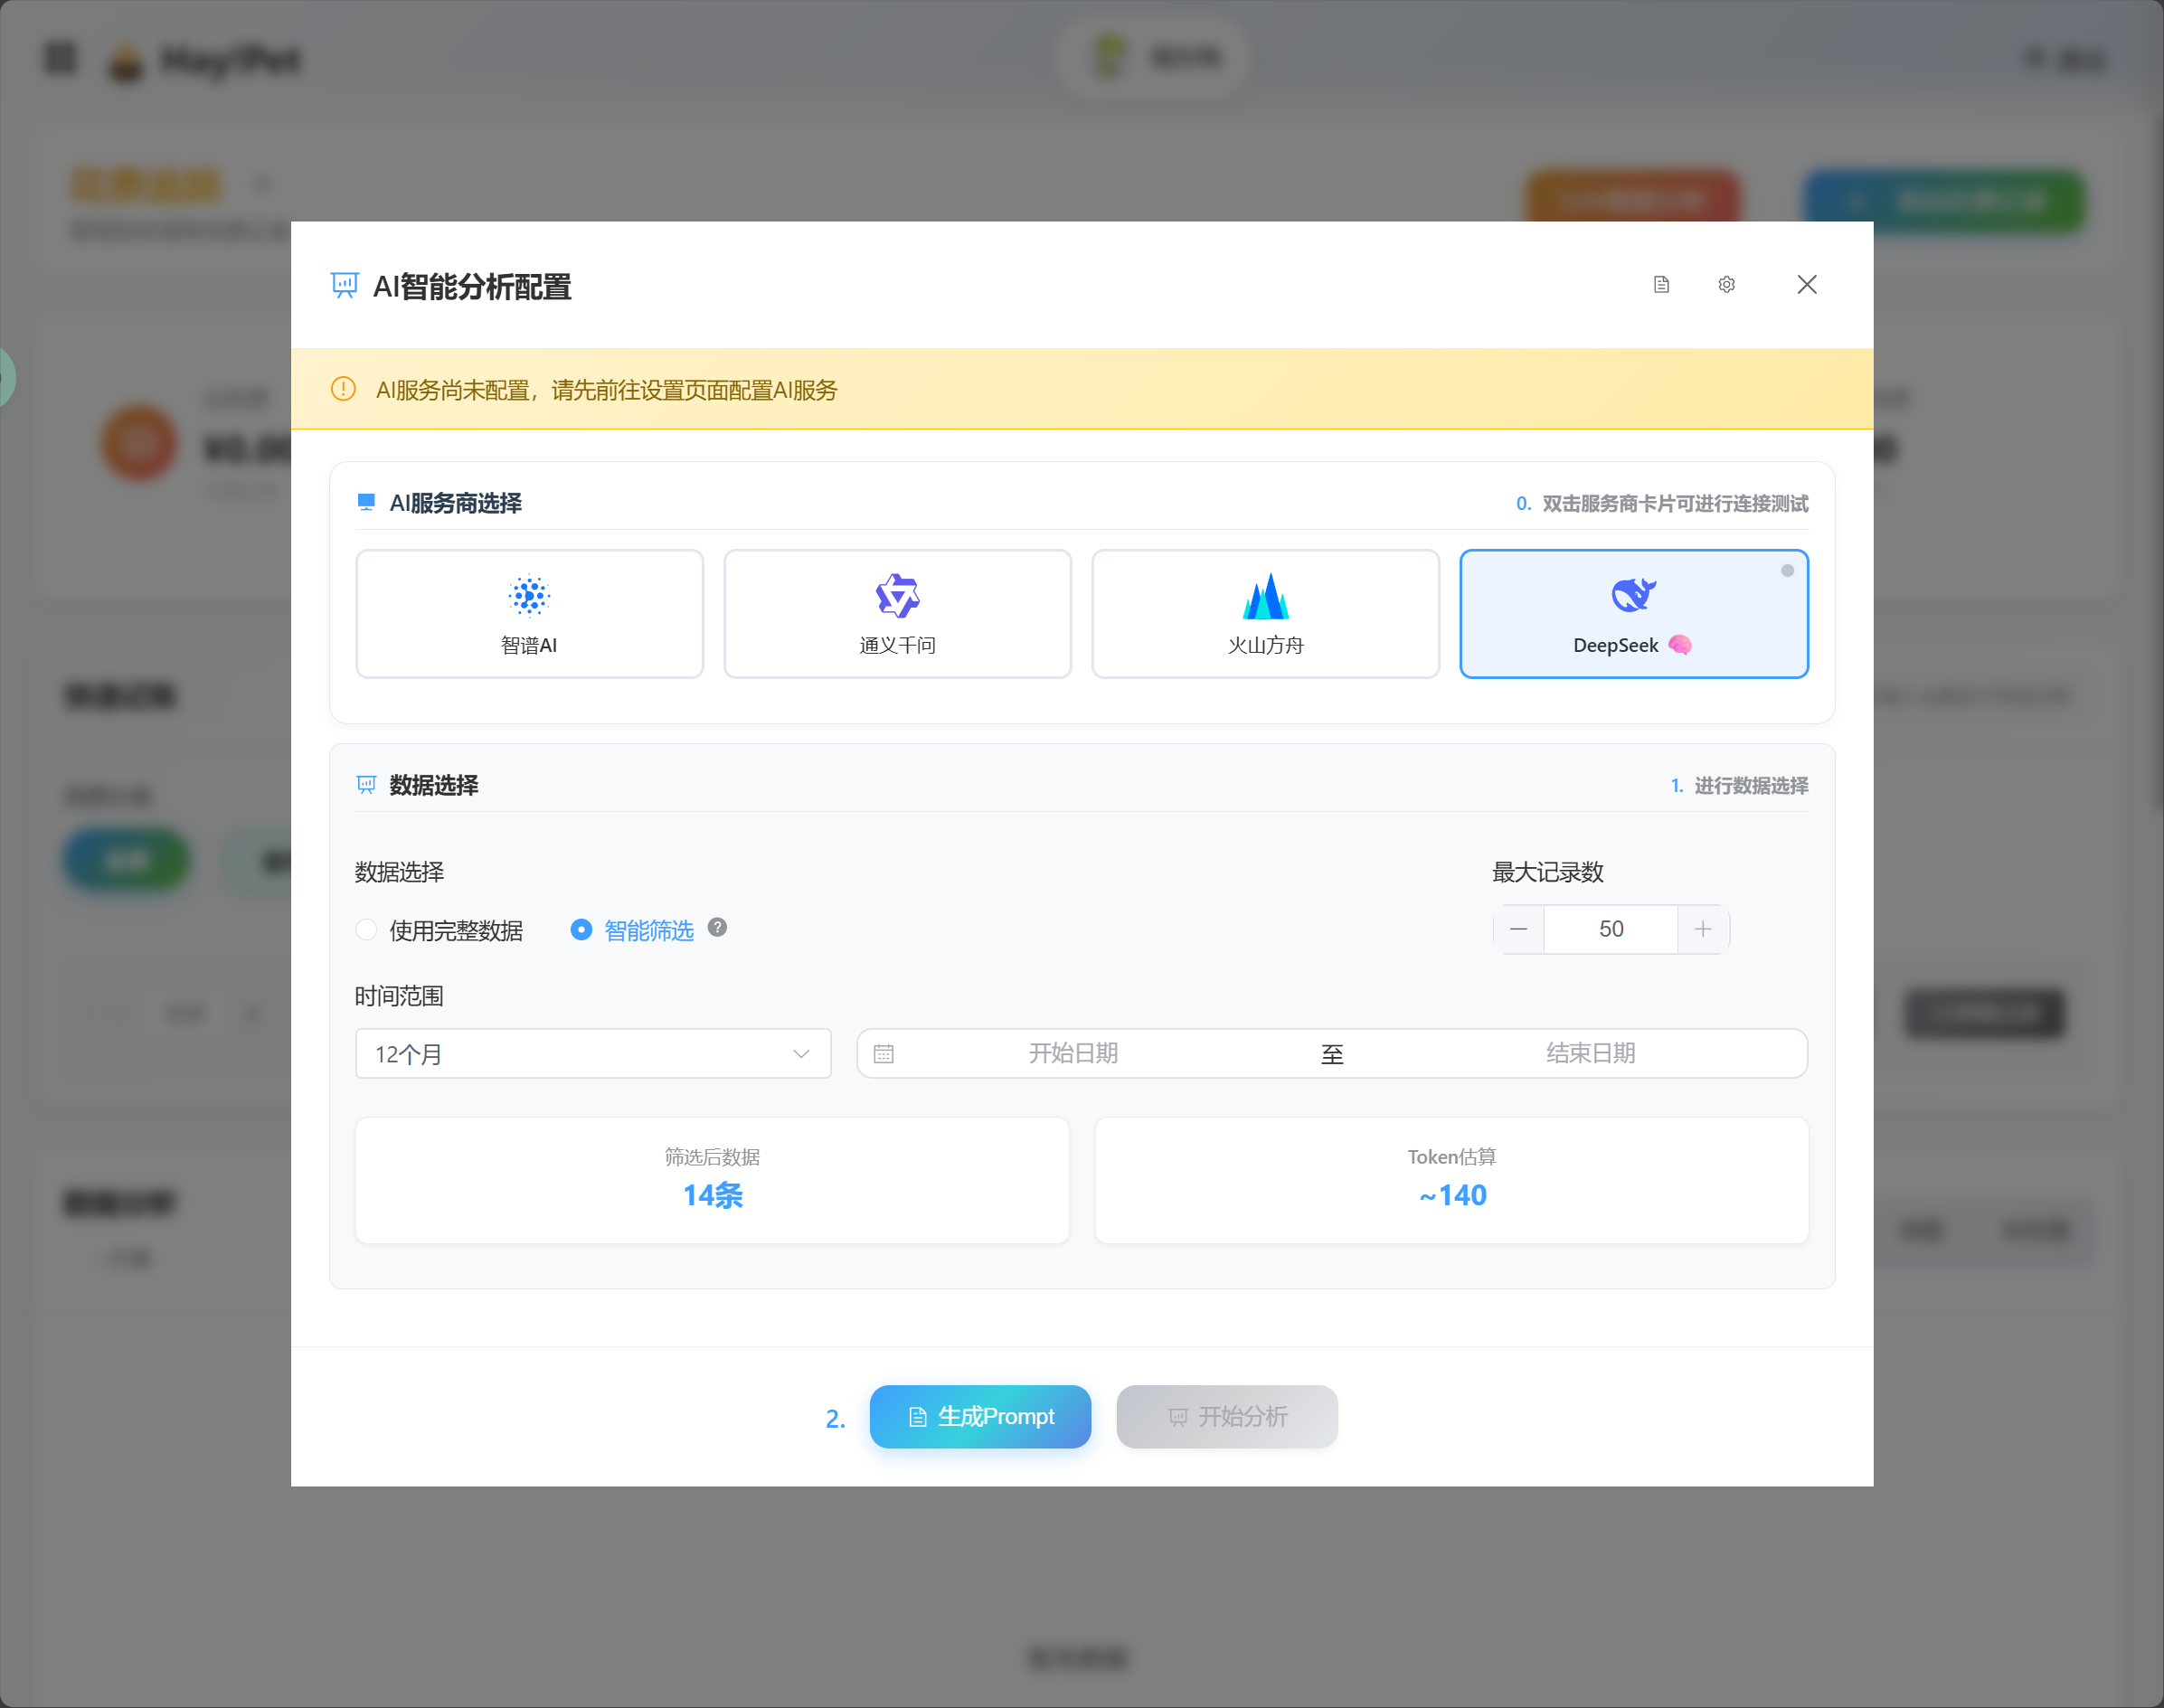 Hay!Pet
AI智能分析配置
AI服务尚未配置，请先前往设置页面配置AI服务
AI服务商选择
0. 双击服务商卡片可进行连接测试
智谱AI
通义千问
火山方舟
DeepSeek
数据选择
1. 进行数据选择
数据选择
最大记录数
使用完整数据
智能筛选
50
时间范围
12个月
开始日期
至
结束日期
筛选后数据
14条
Token估算
~140
2.
生成Prompt
开始分析